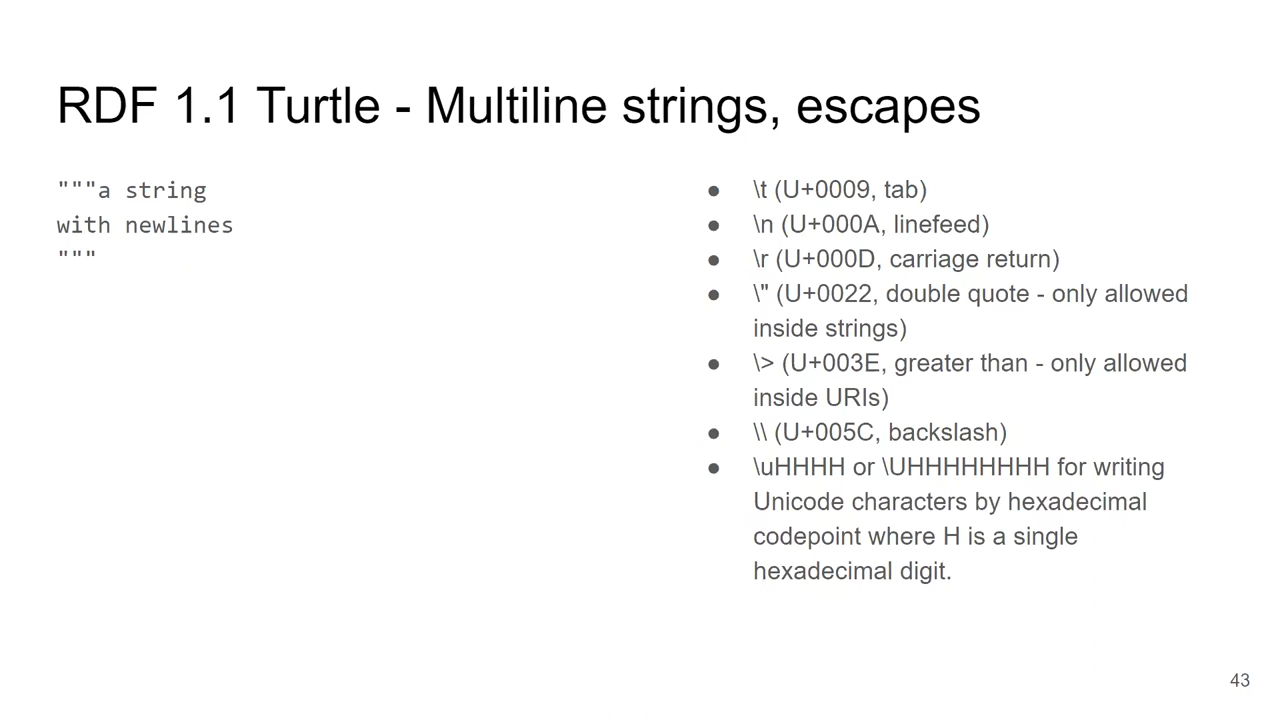 RDF 1.1 Turtle - Multiline strings, escapes
"""a string
with newlines
"""
● \t (U+0009, tab)
● \n (U+000A, linefeed)
● \r (U+000D, carriage return)
● \" (U+0022, double quote - only allowed
inside strings)
● \> (U+003E, greater than - only allowed
inside URIs)
● \\ (U+005C, backslash)
● \uHHHH or \UHHHHHHHH for writing
Unicode characters by hexadecimal
codepoint where H is a single
hexadecimal digit.
43